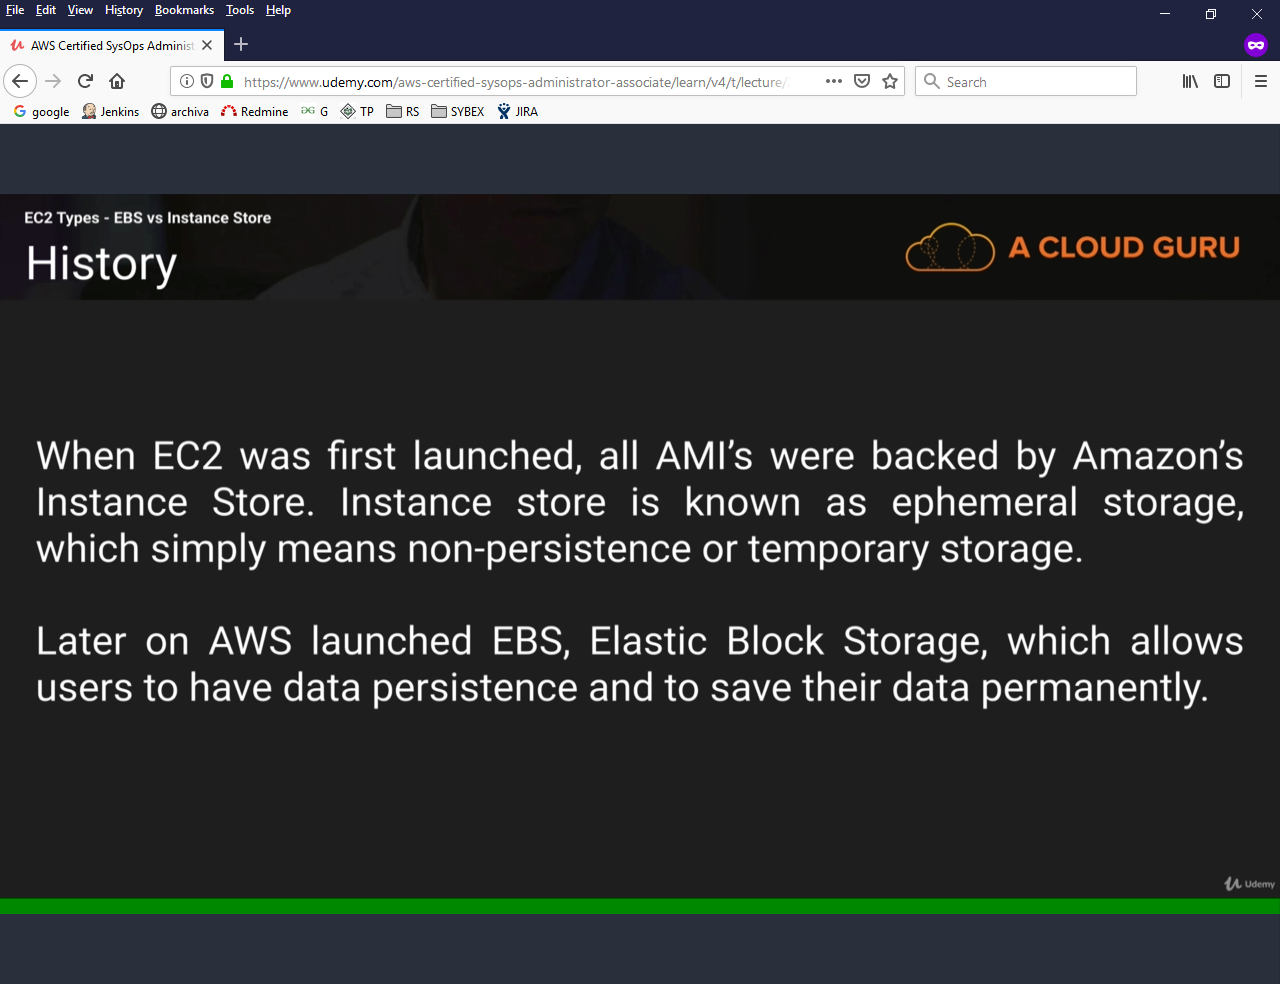 File Edit View History Bookmarks Tools Help
AWS Certified SysOps Administ
https://www.udemy.com/aws-certified-sysops-administrator-associate/learn/v4/t/lecture/
Search
google Jenkins archiva Redmine G TP RS SYBEX JIRA
EC2 Types - EBS vs Instance Store
History
A CLOUD GURU
When EC2 was first launched, all AMI’s were backed by Amazon’s
Instance Store. Instance store is known as ephemeral storage,
which simply means non-persistence or temporary storage.
Later on AWS launched EBS, Elastic Block Storage, which allows
users to have data persistence and to save their data permanently.
Udemy